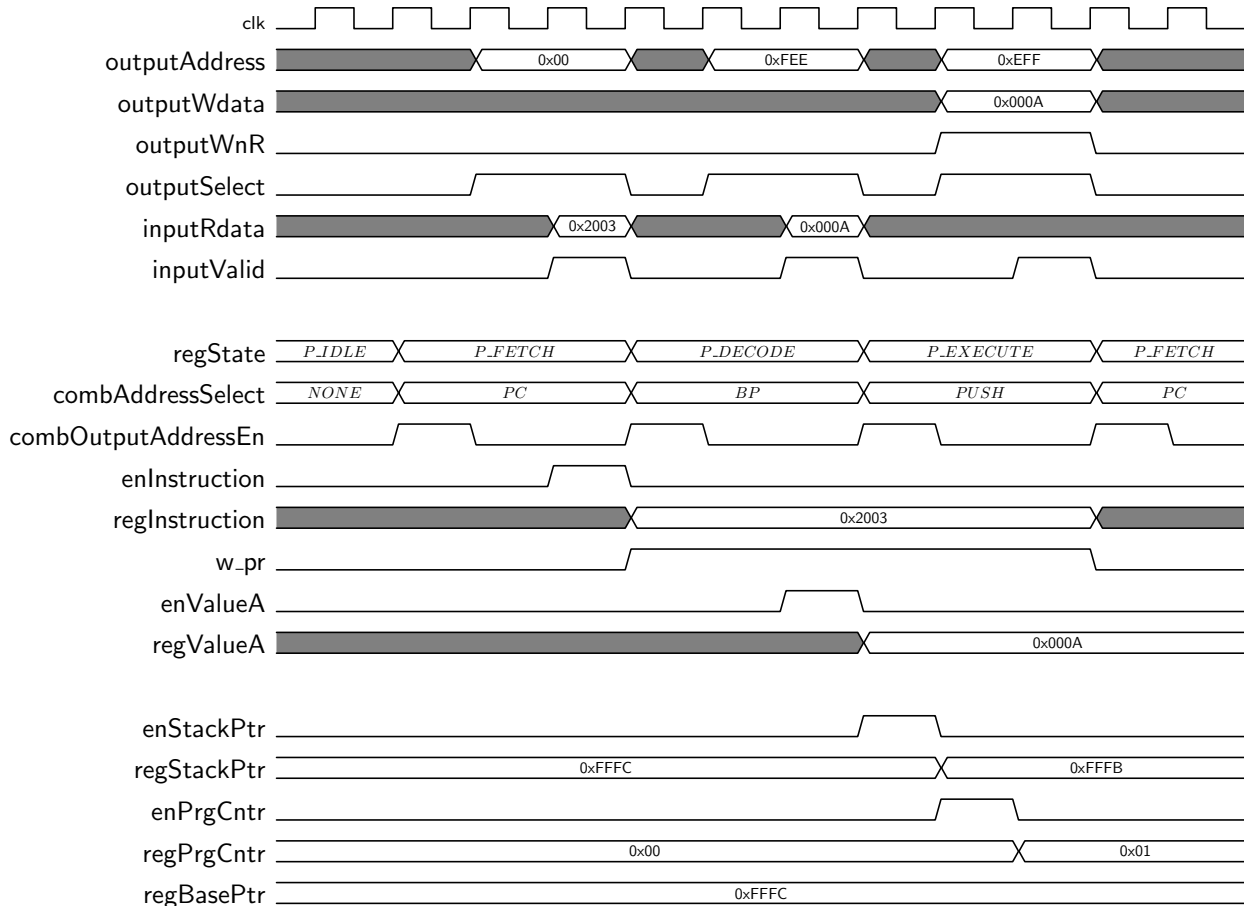 clk
outputAddress 0x00 0xFEE 0xEFF
outputWdata 0x000A
outputWnR
outputSelect
inputRdata 0x2003 0x000A
inputValid
regState P_IDLE P_FETCH P_DECODE P_EXECUTE P_FETCH
combAddressSelect NONE PC BP PUSH PC
combOutputAddressEn
enInstruction
regInstruction 0x2003
w_pr
enValueA
regValueA 0x000A
enStackPtr
regStackPtr 0xFFFC 0xFFFB
enPrgCntr
regPrgCntr 0x00 0x01
regBasePtr 0xFFFC